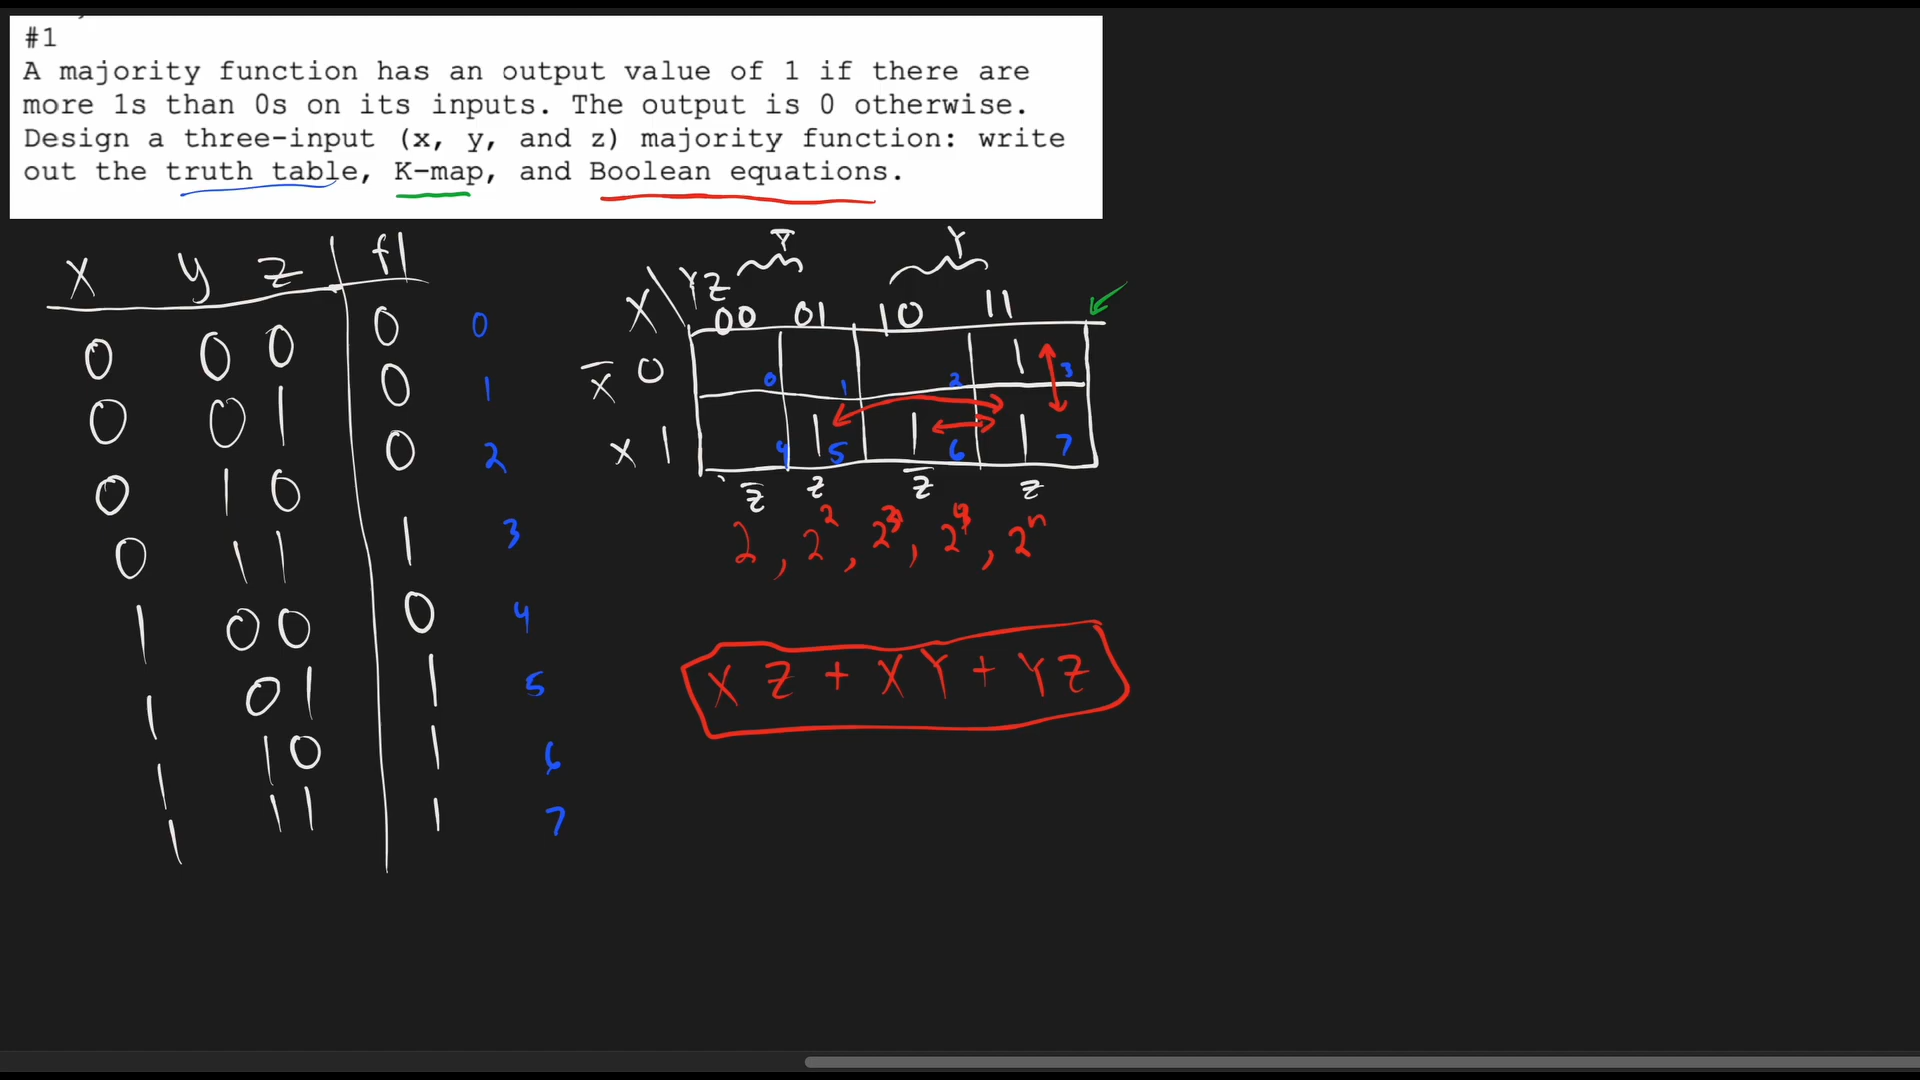 #1
A majority function has an output value of 1 if there are
more 1s than 0s on its inputs. The output is 0 otherwise.
Design a three-input (x, y, and z) majority function: write
out the truth table, K-map, and Boolean equations.
x y z f1
0 0 0 0 0
0 0 1 0 1
0 1 0 0 2
0 1 1 1 3
1 0 0 0 4
1 0 1 1 5
1 1 0 1 6
1 1 1 1 7
Y̅ Y
X \ YZ
00 01 10 11
x̅ 0 0 1 2 1 3
x 1 4 1 5 1 6 1 7
z̅ z z̅ z
2, 2², 2³, 2⁴, 2ⁿ
XZ + XY + YZ